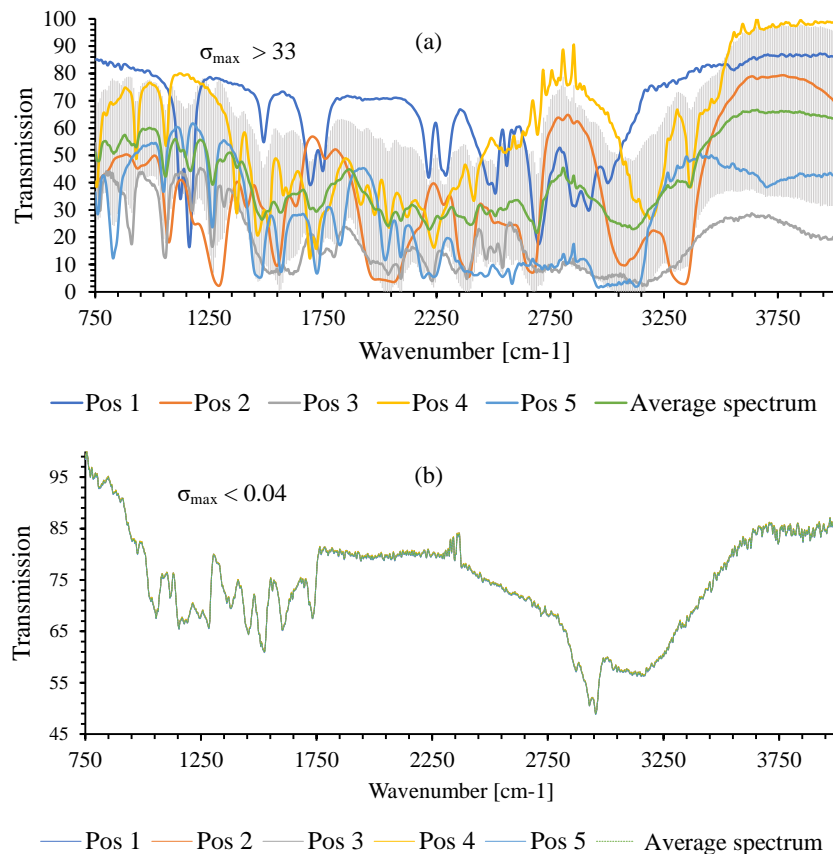 (a)
σmax > 33
100
90
80
70
60
50
40
30
20
10
0
Transmission
750 1250 1750 2250 2750 3250 3750
Wavenumber [cm-1]
Pos 1 Pos 2 Pos 3 Pos 4 Pos 5 Average spectrum
(b)
σmax < 0.04
95
85
75
65
55
45
Transmission
750 1250 1750 2250 2750 3250 3750
Wavenumber [cm-1]
Pos 1 Pos 2 Pos 3 Pos 4 Pos 5 Average spectrum